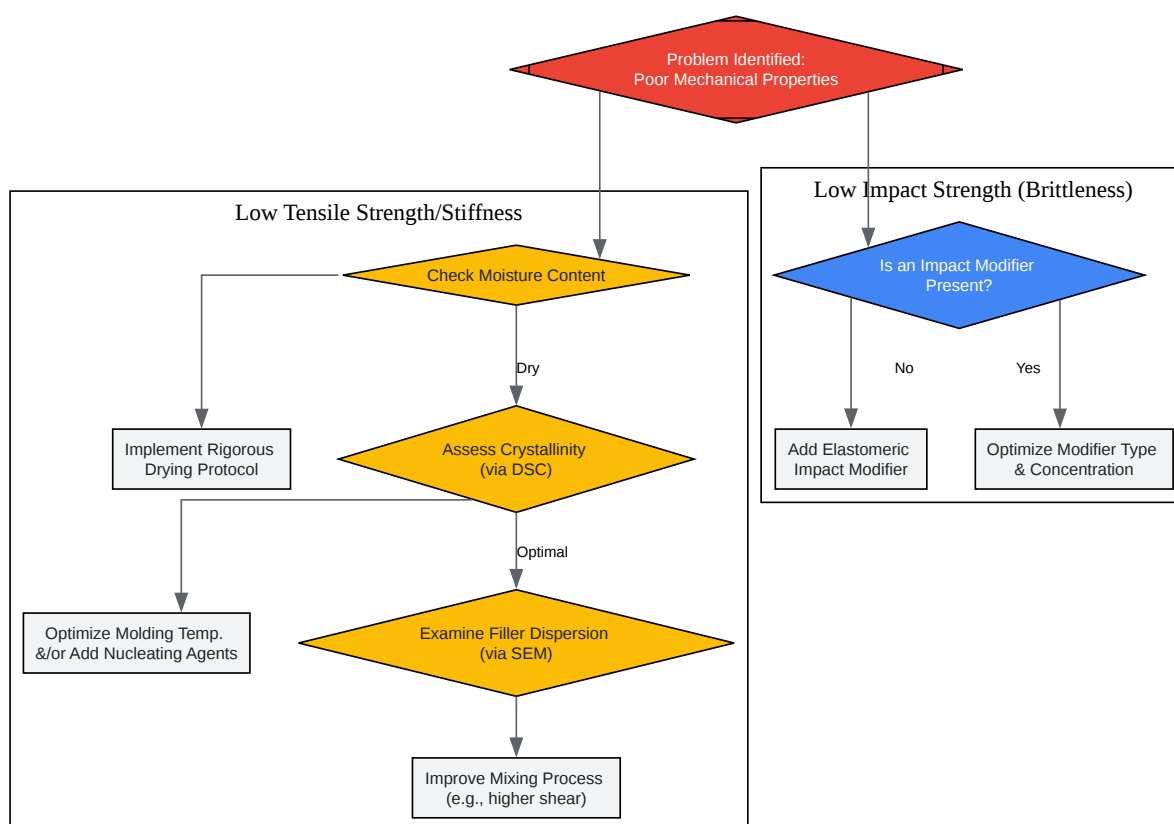 Problem Identified:
Poor Mechanical Properties
Low Tensile Strength/Stiffness
Check Moisture Content
Dry
Implement Rigorous
Drying Protocol
Assess Crystallinity
(via DSC)
Optimal
Optimize Molding Temp.
&/or Add Nucleating Agents
Examine Filler Dispersion
(via SEM)
Improve Mixing Process
(e.g., higher shear)
Low Impact Strength (Brittleness)
Is an Impact Modifier
Present?
No
Yes
Add Elastomeric
Impact Modifier
Optimize Modifier Type
& Concentration